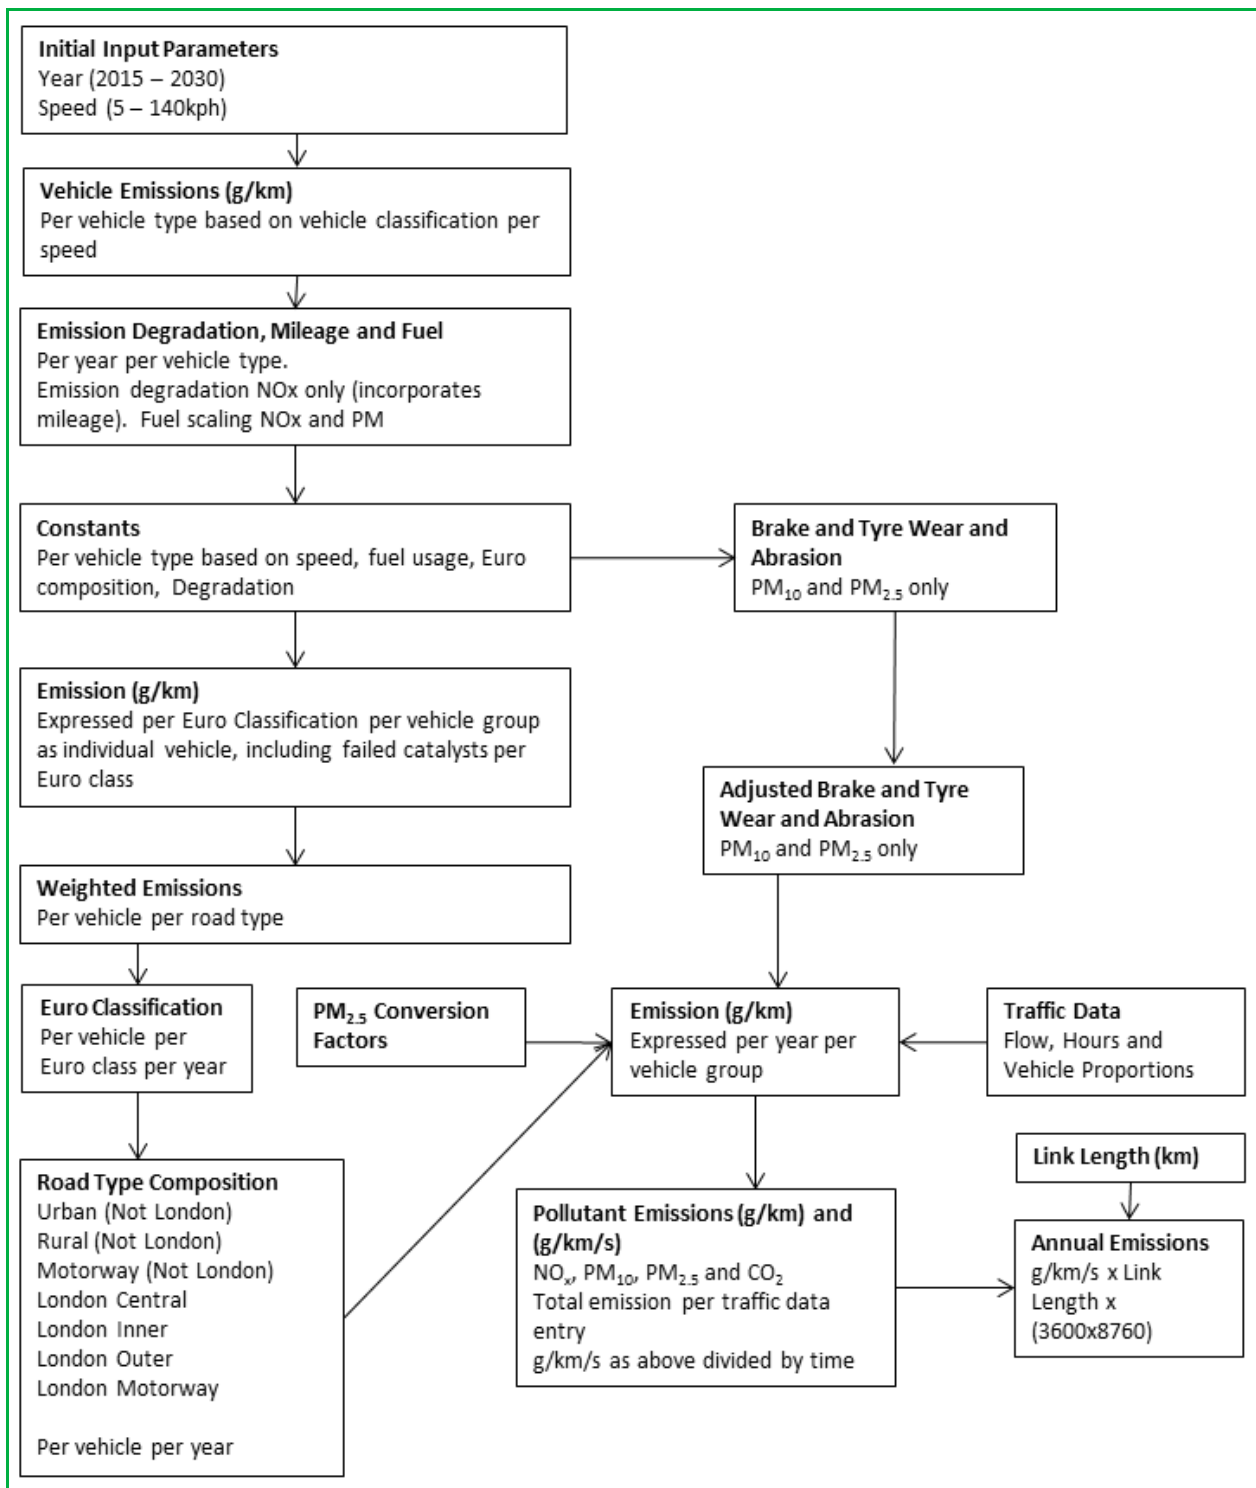 Initial Input Parameters
Year (2015 – 2030)
Speed (5 – 140kph)
Vehicle Emissions (g/km)
Per vehicle type based on vehicle classification per
speed
Emission Degradation, Mileage and Fuel
Per year per vehicle type.
Emission degradation NOx only (incorporates
mileage). Fuel scaling NOx and PM
Constants
Per vehicle type based on speed, fuel usage, Euro
composition, Degradation
Brake and Tyre Wear and
Abrasion
PM10 and PM2.5 only
Emission (g/km)
Expressed per Euro Classification per vehicle group
as individual vehicle, including failed catalysts per
Euro class
Adjusted Brake and Tyre
Wear and Abrasion
PM10 and PM2.5 only
Weighted Emissions
Per vehicle per road type
Euro Classification
Per vehicle per
Euro class per year
PM2.5 Conversion
Factors
Emission (g/km)
Expressed per year per
vehicle group
Traffic Data
Flow, Hours and
Vehicle Proportions
Road Type Composition
Urban (Not London)
Rural (Not London)
Motorway (Not London)
London Central
London Inner
London Outer
London Motorway
Per vehicle per year
Pollutant Emissions (g/km) and
(g/km/s)
NOx, PM10, PM2.5 and CO2
Total emission per traffic data
entry
g/km/s as above divided by time
Link Length (km)
Annual Emissions
g/km/s x Link
Length x
(3600x8760)